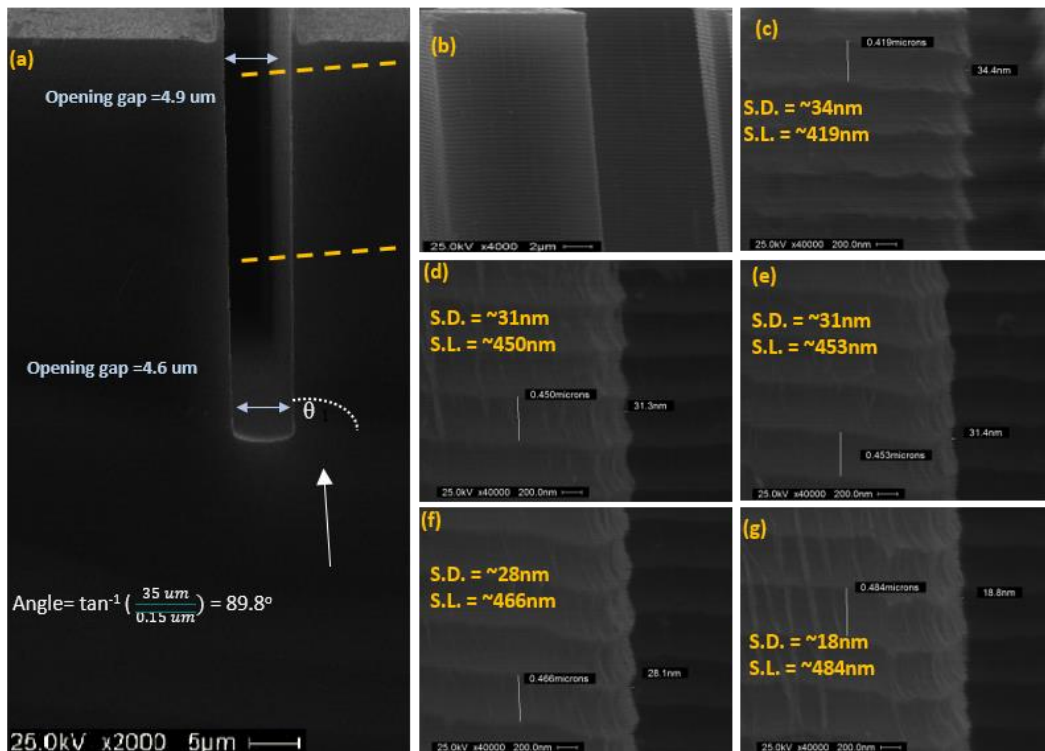 (a)
Opening gap =4.9 um
Opening gap =4.6 um
θ
Angle= tan-1 ( 35 um / 0.15 um ) = 89.8o
25.0kV x2000 5µm
(b)
25.0kV x4000 2µm
(c)
0.419microns
34.4nm
S.D. = ~34nm
S.L. = ~419nm
25.0kV x40000 200.0nm
(d)
S.D. = ~31nm
S.L. = ~450nm
0.450microns
31.3nm
25.0kV x40000 200.0nm
(e)
S.D. = ~31nm
S.L. = ~453nm
31.4nm
0.453microns
25.0kV x40000 200.0nm
(f)
S.D. = ~28nm
S.L. = ~466nm
0.466microns
28.1nm
25.0kV x40000 200.0nm
(g)
0.484microns
18.8nm
S.D. = ~18nm
S.L. = ~484nm
25.0kV x40000 200.0nm